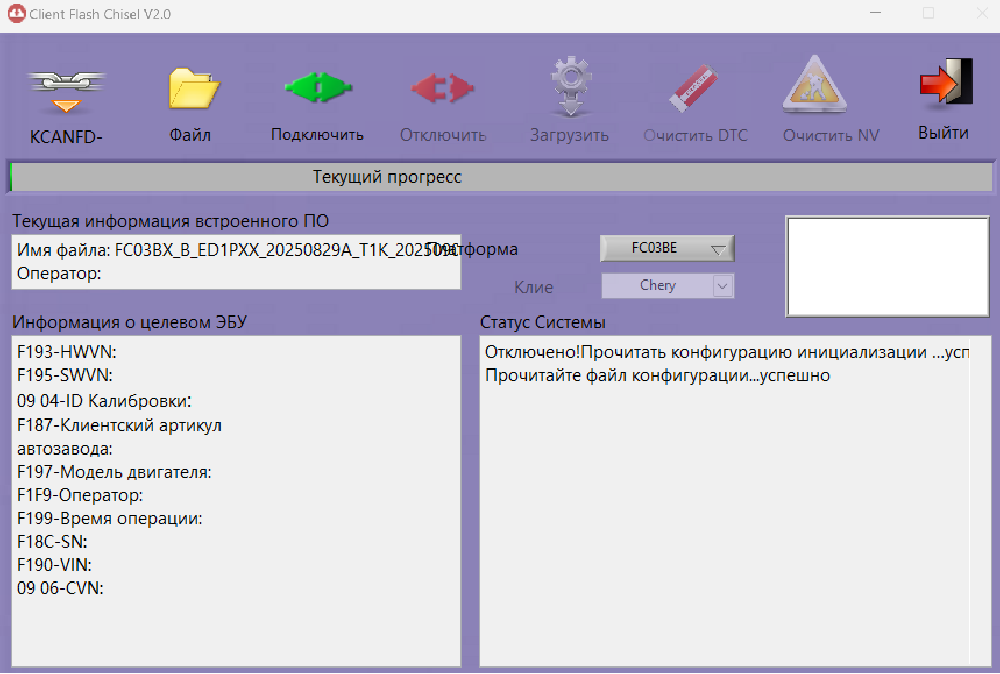 Client Flash Chisel V2.0
KCANFD-
Файл
Подключить
Отключить
Загрузить
Очистить DTC
Очистить NV
Выйти
Текущий прогресс
Текущая информация встроенного ПО
Имя файла: FC03BX_B_ED1PXX_20250829A_T1K_202509
Оператор:
Платформа
FC03BE
Клие
Chery
Информация о целевом ЭБУ
F193-HWVN:
F195-SWVN:
09 04-ID Калибровки:
F187-Клиентский артикул
автозавода:
F197-Модель двигателя:
F1F9-Оператор:
F199-Время операции:
F18C-SN:
F190-VIN:
09 06-CVN:
Статус Системы
Отключено!Прочитать конфигурацию инициализации ...усп
Прочитайте файл конфигурации...успешно